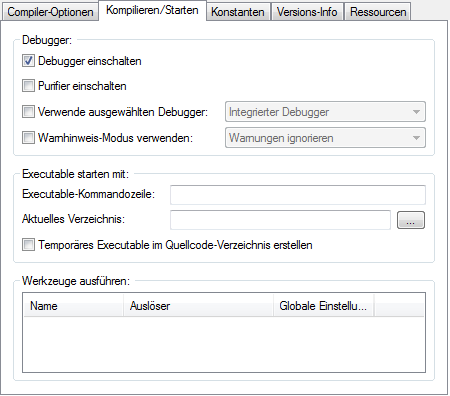 Compiler-Optionen Kompilieren/Starten Konstanten Versions-Info Ressourcen
Debugger:
Debugger einschalten
Purifier einschalten
Verwende ausgewählten Debugger: Integrierter Debugger
Warnhinweis-Modus verwenden: Warnungen ignorieren
Executable starten mit:
Executable-Kommandozeile:
Aktuelles Verzeichnis: ...
Temporäres Executable im Quellcode-Verzeichnis erstellen
Werkzeuge ausführen:
Name Auslöser Globale Einstellu...